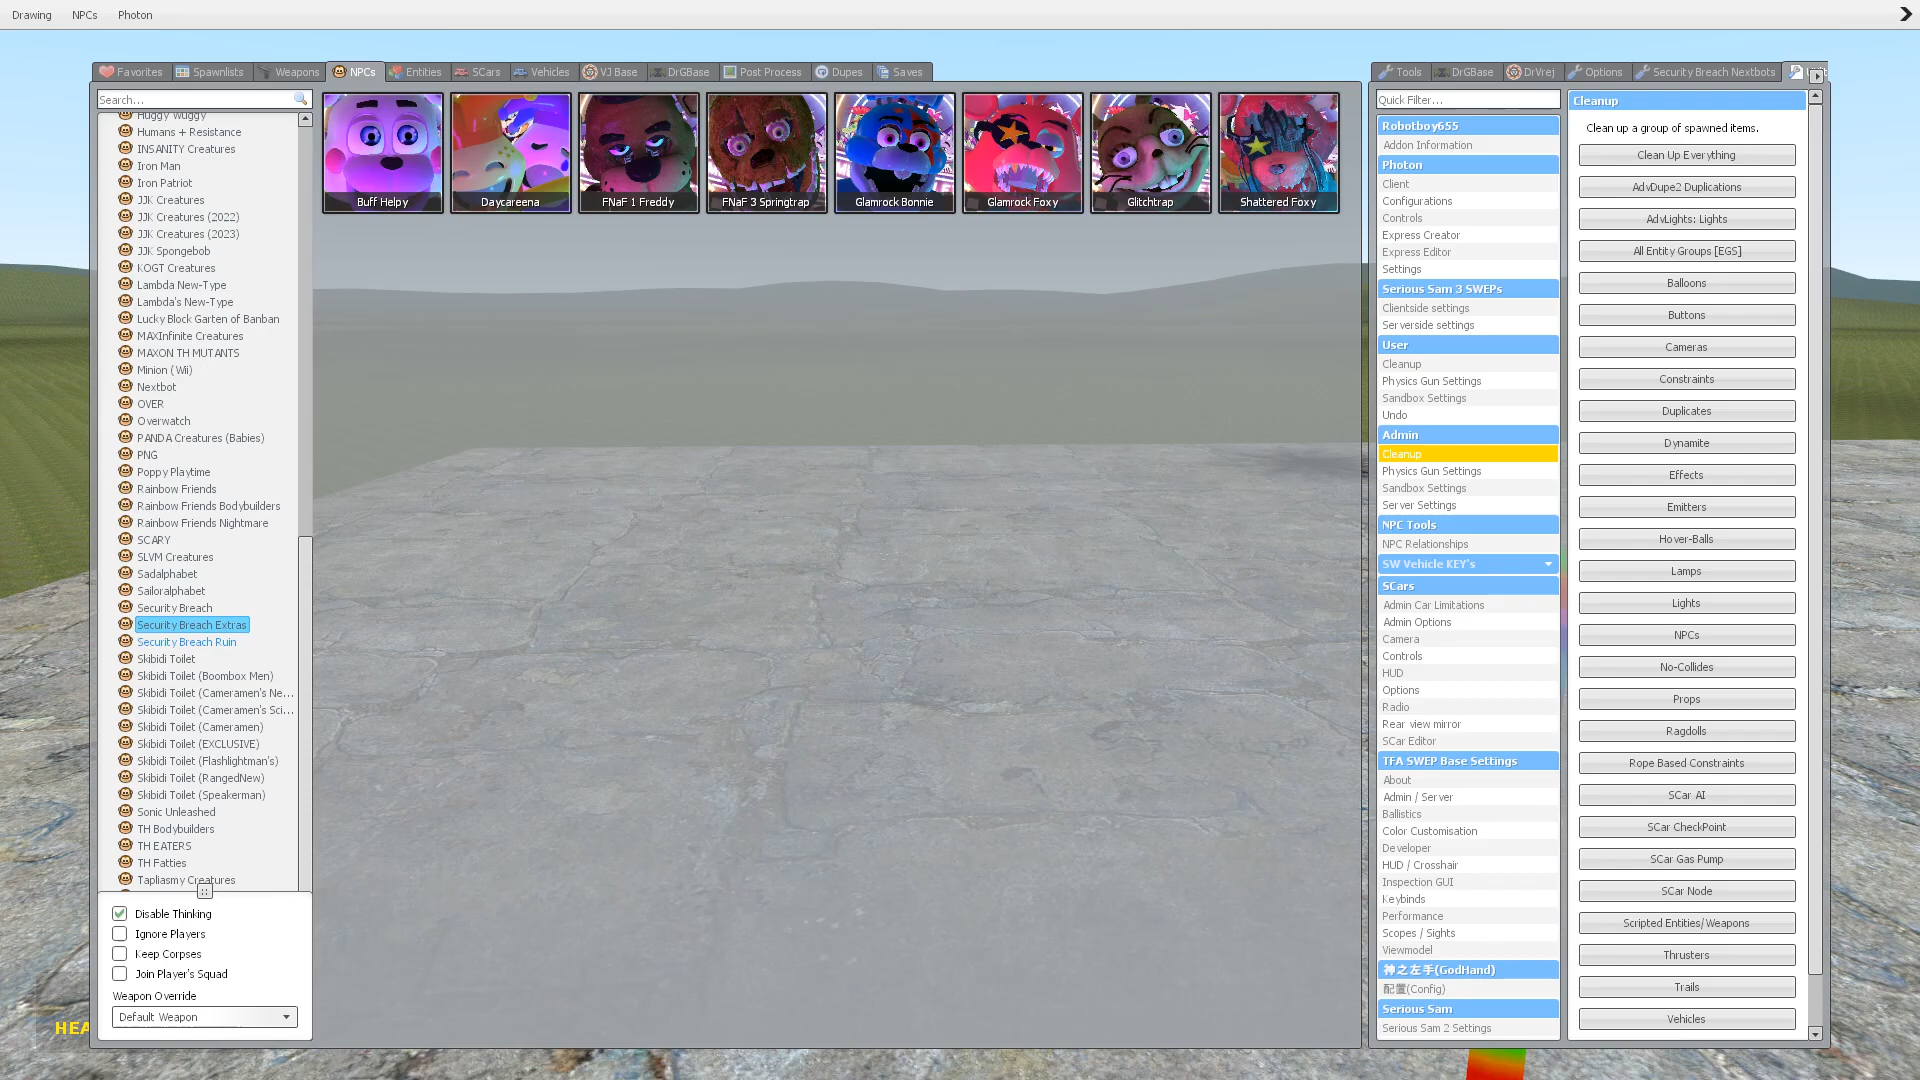 Drawing
NPCs
Photon
Favorites
Spawnlists
Weapons
NPCs
Entities
SCars
Vehicles
VJ Base
DrGBase
Post Process
Dupes
Saves
Search...
Huggy Wuggy
Humans + Resistance
INSANITY Creatures
Iron Man
Iron Patriot
JJK Creatures
JJK Creatures (2022)
JJK Creatures (2023)
JJK Spongebob
KOGT Creatures
Lambda New-Type
Lambda's New-Type
Lucky Block Garten of Banban
MAXInfinite Creatures
MAXON TH MUTANTS
Minion (Wii)
Nextbot
OVER
Overwatch
PANDA Creatures (Babies)
PNG
Poppy Playtime
Rainbow Friends
Rainbow Friends Bodybuilders
Rainbow Friends Nightmare
SCARY
SLVM Creatures
Sadalphabet
Sailoralphabet
Security Breach
Security Breach Extras
Security Breach Ruin
Skibidi Toilet
Skibidi Toilet (Boombox Men)
Skibidi Toilet (Cameramen's Ne...
Skibidi Toilet (Cameramen's Sci...
Skibidi Toilet (Cameramen)
Skibidi Toilet (EXCLUSIVE)
Skibidi Toilet (Flashlightman's)
Skibidi Toilet (RangedNew)
Skibidi Toilet (Speakerman)
Sonic Unleashed
TH Bodybuilders
TH EATERS
TH Fatties
Tapliasmy Creatures
Disable Thinking
Ignore Players
Keep Corpses
Join Player's Squad
Weapon Override
Default Weapon
HEA
Buff Helpy
Daycareena
FNaF 1 Freddy
FNaF 3 Springtrap
Glamrock Bonnie
Glamrock Foxy
Glitchtrap
Shattered Foxy
Tools
DrGBase
DrVrej
Options
Security Breach Nextbots
Quick Filter...
Robotboy655
Addon Information
Photon
Client
Configurations
Controls
Express Creator
Express Editor
Settings
Serious Sam 3 SWEPs
Clientside settings
Serverside settings
User
Cleanup
Physics Gun Settings
Sandbox Settings
Undo
Admin
Cleanup
Physics Gun Settings
Sandbox Settings
Server Settings
NPC Tools
NPC Relationships
SW Vehicle KEY's
SCars
Admin Car Limitations
Admin Options
Camera
Controls
HUD
Options
Radio
Rear view mirror
SCar Editor
TFA SWEP Base Settings
About
Admin / Server
Ballistics
Color Customisation
Developer
HUD / Crosshair
Inspection GUI
Keybinds
Performance
Scopes / Sights
Viewmodel
神之左手(GodHand)
配置(Config)
Serious Sam
Serious Sam 2 Settings
Cleanup
Clean up a group of spawned items.
Clean Up Everything
AdvDupe2 Duplications
AdvLights: Lights
All Entity Groups [EGS]
Balloons
Buttons
Cameras
Constraints
Duplicates
Dynamite
Effects
Emitters
Hover-Balls
Lamps
Lights
NPCs
No-Collides
Props
Ragdolls
Rope Based Constraints
SCar AI
SCar CheckPoint
SCar Gas Pump
SCar Node
Scripted Entities/Weapons
Thrusters
Trails
Vehicles